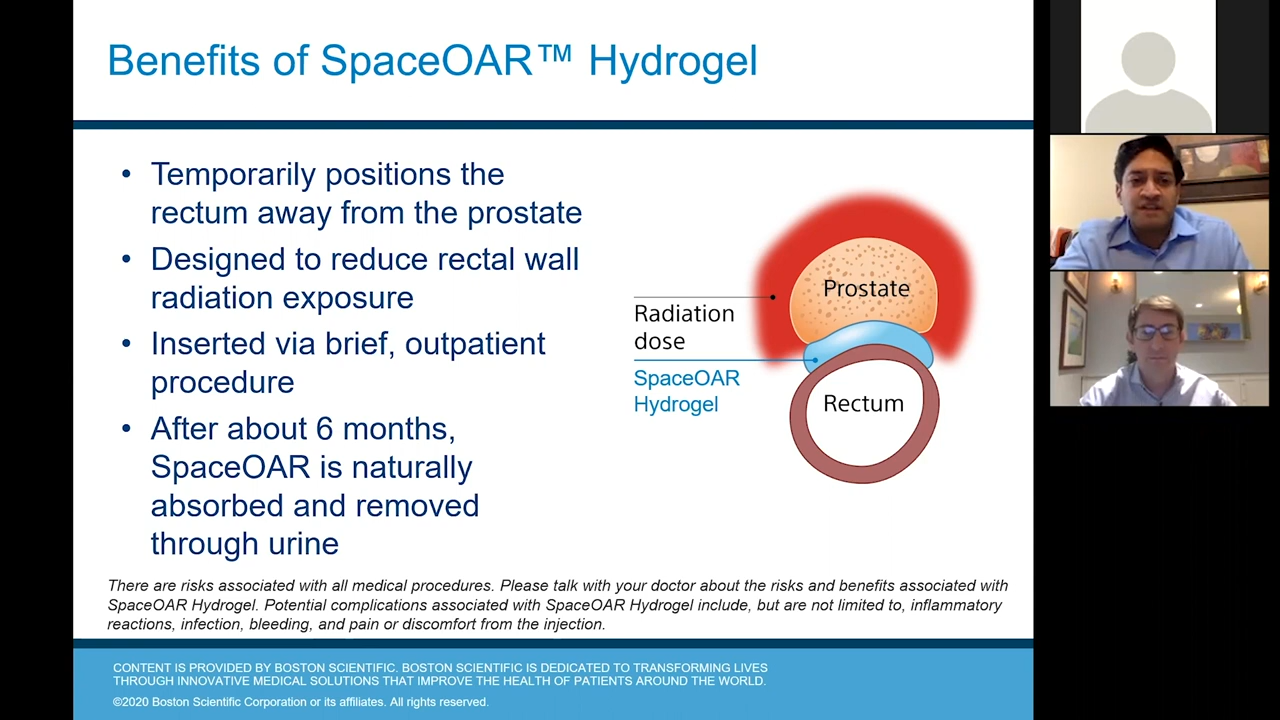 Benefits of SpaceOAR™ Hydrogel
• Temporarily positions the
rectum away from the prostate
• Designed to reduce rectal wall
radiation exposure
• Inserted via brief, outpatient
procedure
• After about 6 months,
SpaceOAR is naturally
absorbed and removed
through urine
Radiation
dose
SpaceOAR
Hydrogel
Prostate
Rectum
There are risks associated with all medical procedures. Please talk with your doctor about the risks and benefits associated with
SpaceOAR Hydrogel. Potential complications associated with SpaceOAR Hydrogel include, but are not limited to, inflammatory
reactions, infection, bleeding, and pain or discomfort from the injection.
CONTENT IS PROVIDED BY BOSTON SCIENTIFIC. BOSTON SCIENTIFIC IS DEDICATED TO TRANSFORMING LIVES
THROUGH INNOVATIVE MEDICAL SOLUTIONS THAT IMPROVE THE HEALTH OF PATIENTS AROUND THE WORLD.
©2020 Boston Scientific Corporation or its affiliates. All rights reserved.